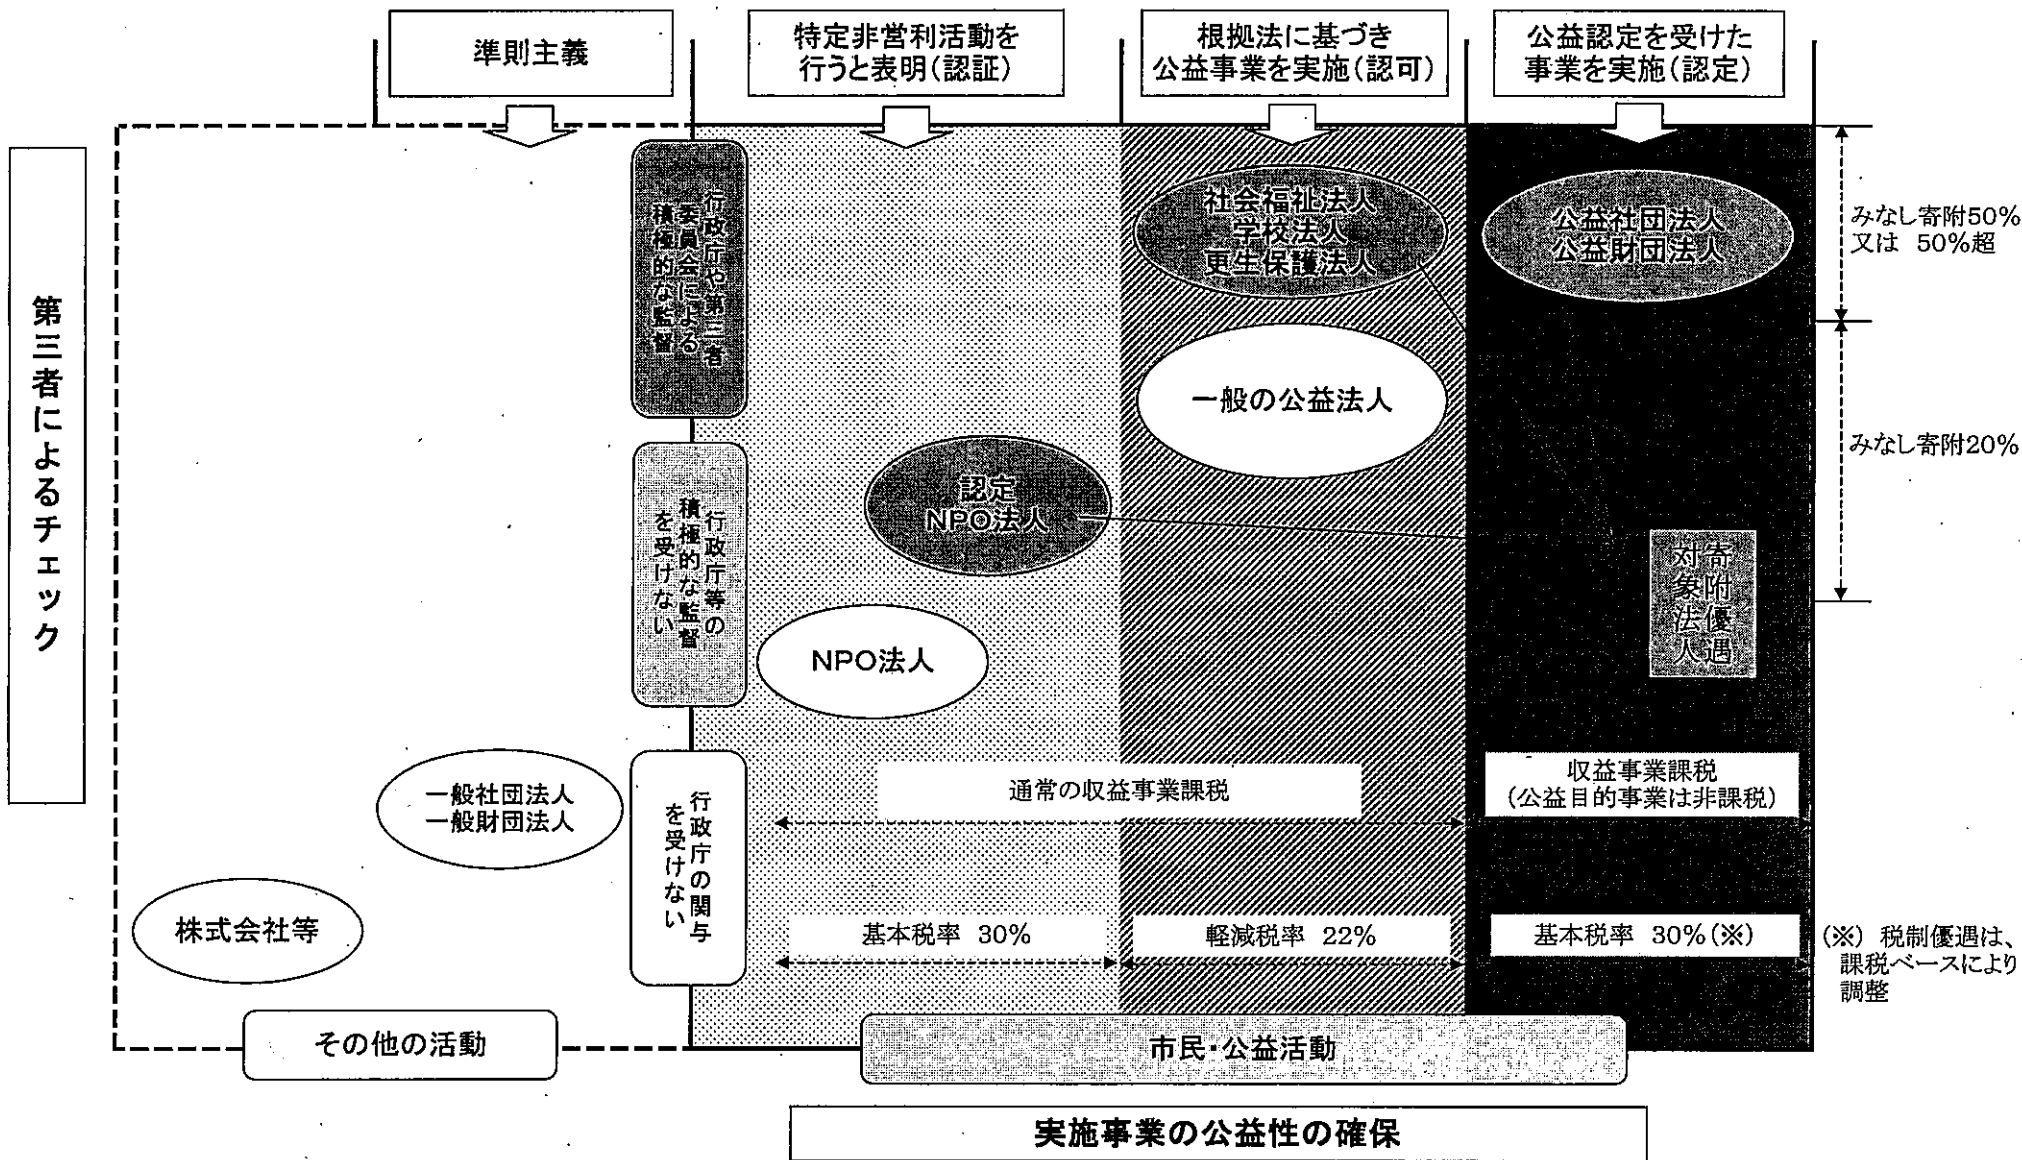 準則主義
特定非営利活動を
行うと表明（認証）
根拠法に基づき
公益事業を実施（認可）
公益認定を受けた
事業を実施（認定）
第三者によるチェック
行政庁や第三者
委員会による
積極的な監督
社会福祉法人
学校法人
更生保護法人
公益社団法人
公益財団法人
みなし寄附50％
又は 50％超
一般の公益法人
みなし寄附20％
認定
NPO法人
行政庁等の
積極的な監督
を受けない
寄附優遇
対象法人
NPO法人
一般社団法人
一般財団法人
行政庁の関与
を受けない
通常の収益事業課税
収益事業課税
（公益目的事業は非課税）
株式会社等
基本税率 30％
軽減税率 22％
基本税率 30％（※）
（※）税制優遇は、
課税ベースにより
調整
その他の活動
市民・公益活動
実施事業の公益性の確保